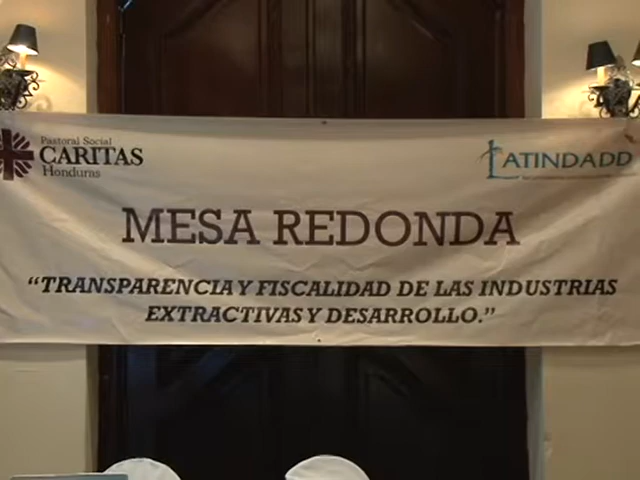 Pastoral Social
CARITAS
Honduras
LATINDADD
MESA REDONDA
“TRANSPARENCIA Y FISCALIDAD DE LAS INDUSTRIAS
EXTRACTIVAS Y DESARROLLO.”